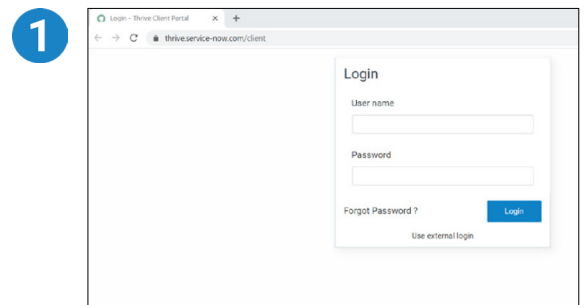 1
Login - Thrive Client Portal
thrive.service-now.com/client
Login
User name
Password
Forgot Password ?
Login
Use external login